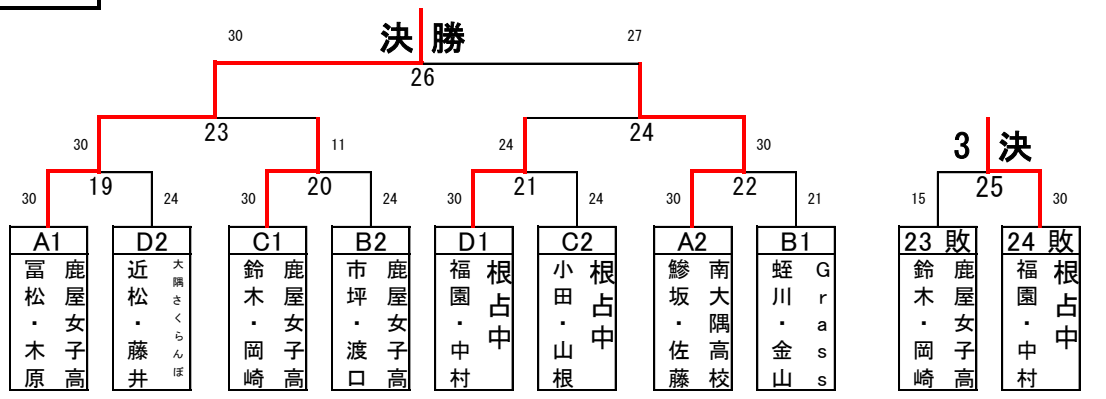 30 決 勝 27
26
23 24
30 11 24 30 3 決
19 20 21 22 25
30 24 30 24 30 24 30 21 15 30
A1 D2 C1 B2 D1 C2 A2 B1 23 敗 24 敗
冨松・木原 鹿屋女子高
近松・藤井 大隅さくらんぼ
鈴木・岡崎 鹿屋女子高
市坪・渡口 鹿屋女子高
福園・中村 根占中
小田・山根 根占中
鰺坂・佐藤 南大隅高校
蛭川・金山 Grass
鈴木・岡崎 鹿屋女子高
福園・中村 根占中